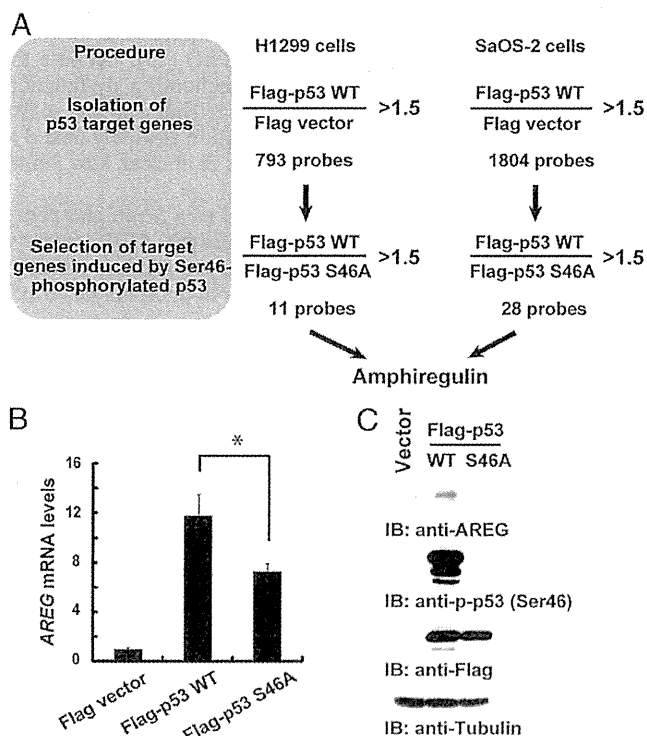 A
Procedure
H1299 cells
SaOS-2 cells
Isolation of
p53 target genes
Flag-p53 WT
Flag vector
>1.5
Flag-p53 WT
Flag vector
>1.5
793 probes
1804 probes
Selection of target
genes induced by Ser46-
phosphorylated p53
Flag-p53 WT
Flag-p53 S46A
>1.5
Flag-p53 WT
Flag-p53 S46A
>1.5
11 probes
28 probes
Amphiregulin
B
AREG mRNA levels
16
12
8
4
0
*
Flag vector
Flag-p53 WT
Flag-p53 S46A
C
Vector
Flag-p53
WT S46A
IB: anti-AREG
IB: anti-p-p53 (Ser46)
IB: anti-Flag
IB: anti-Tubulin